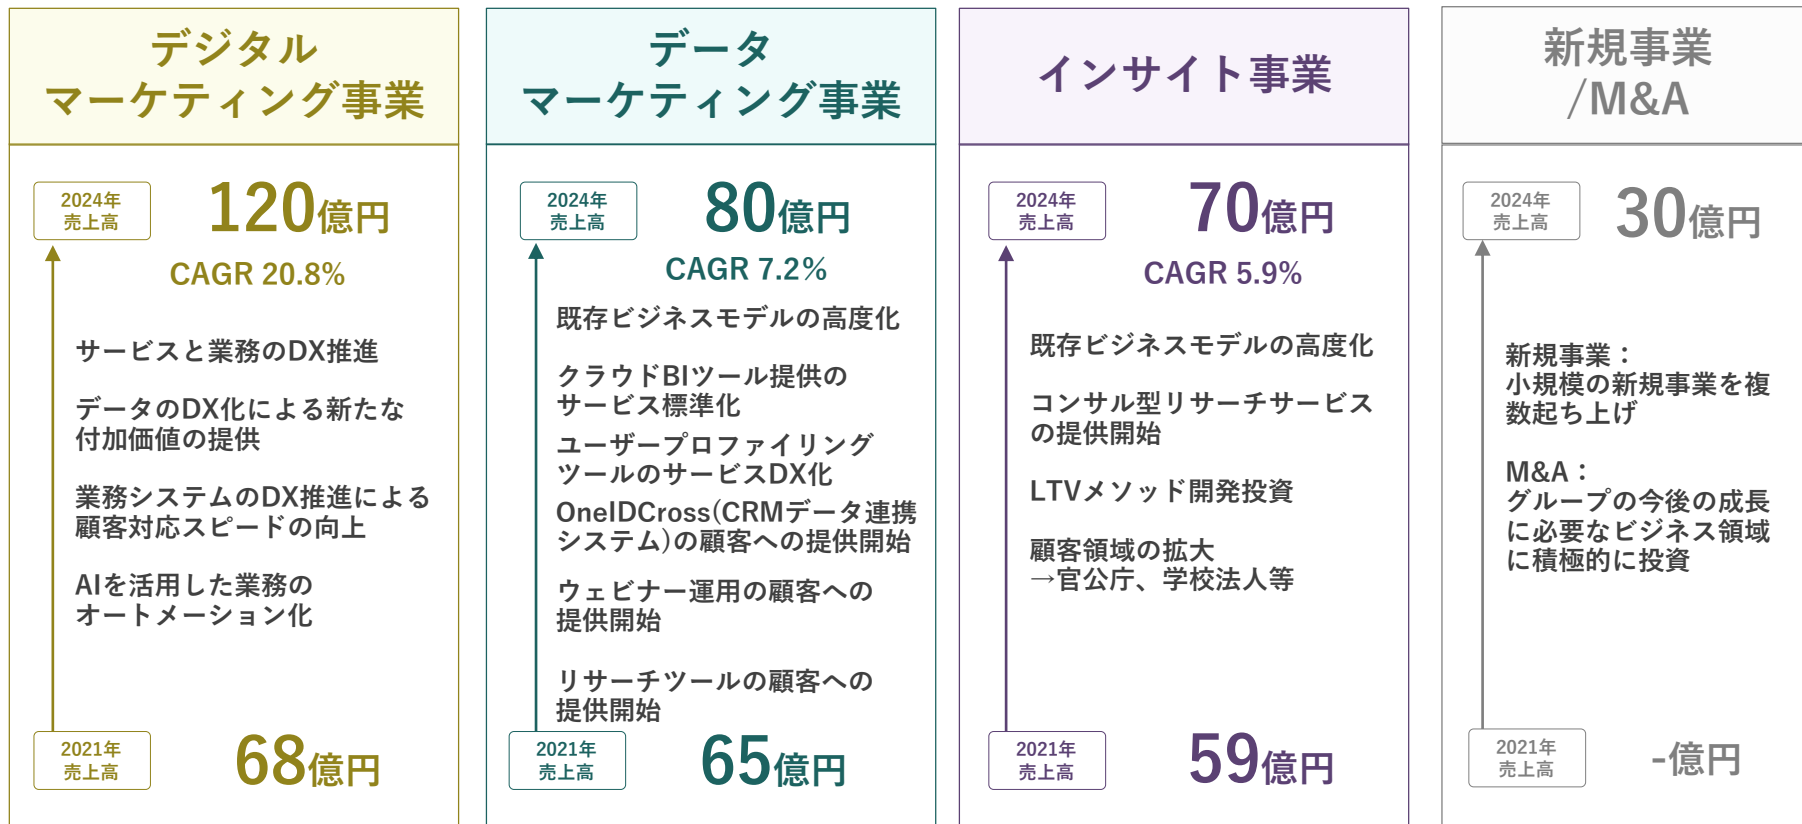 デジタル
マーケティング事業
2024年
売上高
120億円
CAGR 20.8%
サービスと業務のDX推進
データのDX化による新たな
付加価値の提供
業務システムのDX推進による
顧客対応スピードの向上
AIを活用した業務の
オートメーション化
2021年
売上高
68億円
データ
マーケティング事業
2024年
売上高
80億円
CAGR 7.2%
既存ビジネスモデルの高度化
クラウドBIツール提供の
サービス標準化
ユーザープロファイリング
ツールのサービスDX化
OneIDCross(CRMデータ連携
システム)の顧客への提供開始
ウェビナー運用の顧客への
提供開始
リサーチツールの顧客への
提供開始
2021年
売上高
65億円
インサイト事業
2024年
売上高
70億円
CAGR 5.9%
既存ビジネスモデルの高度化
コンサル型リサーチサービス
の提供開始
LTVメソッド開発投資
顧客領域の拡大
→官公庁、学校法人等
2021年
売上高
59億円
新規事業
/M&A
2024年
売上高
30億円
新規事業：
小規模の新規事業を複
数起ち上げ
M&A：
グループの今後の成長
に必要なビジネス領域
に積極的に投資
2021年
売上高
-億円